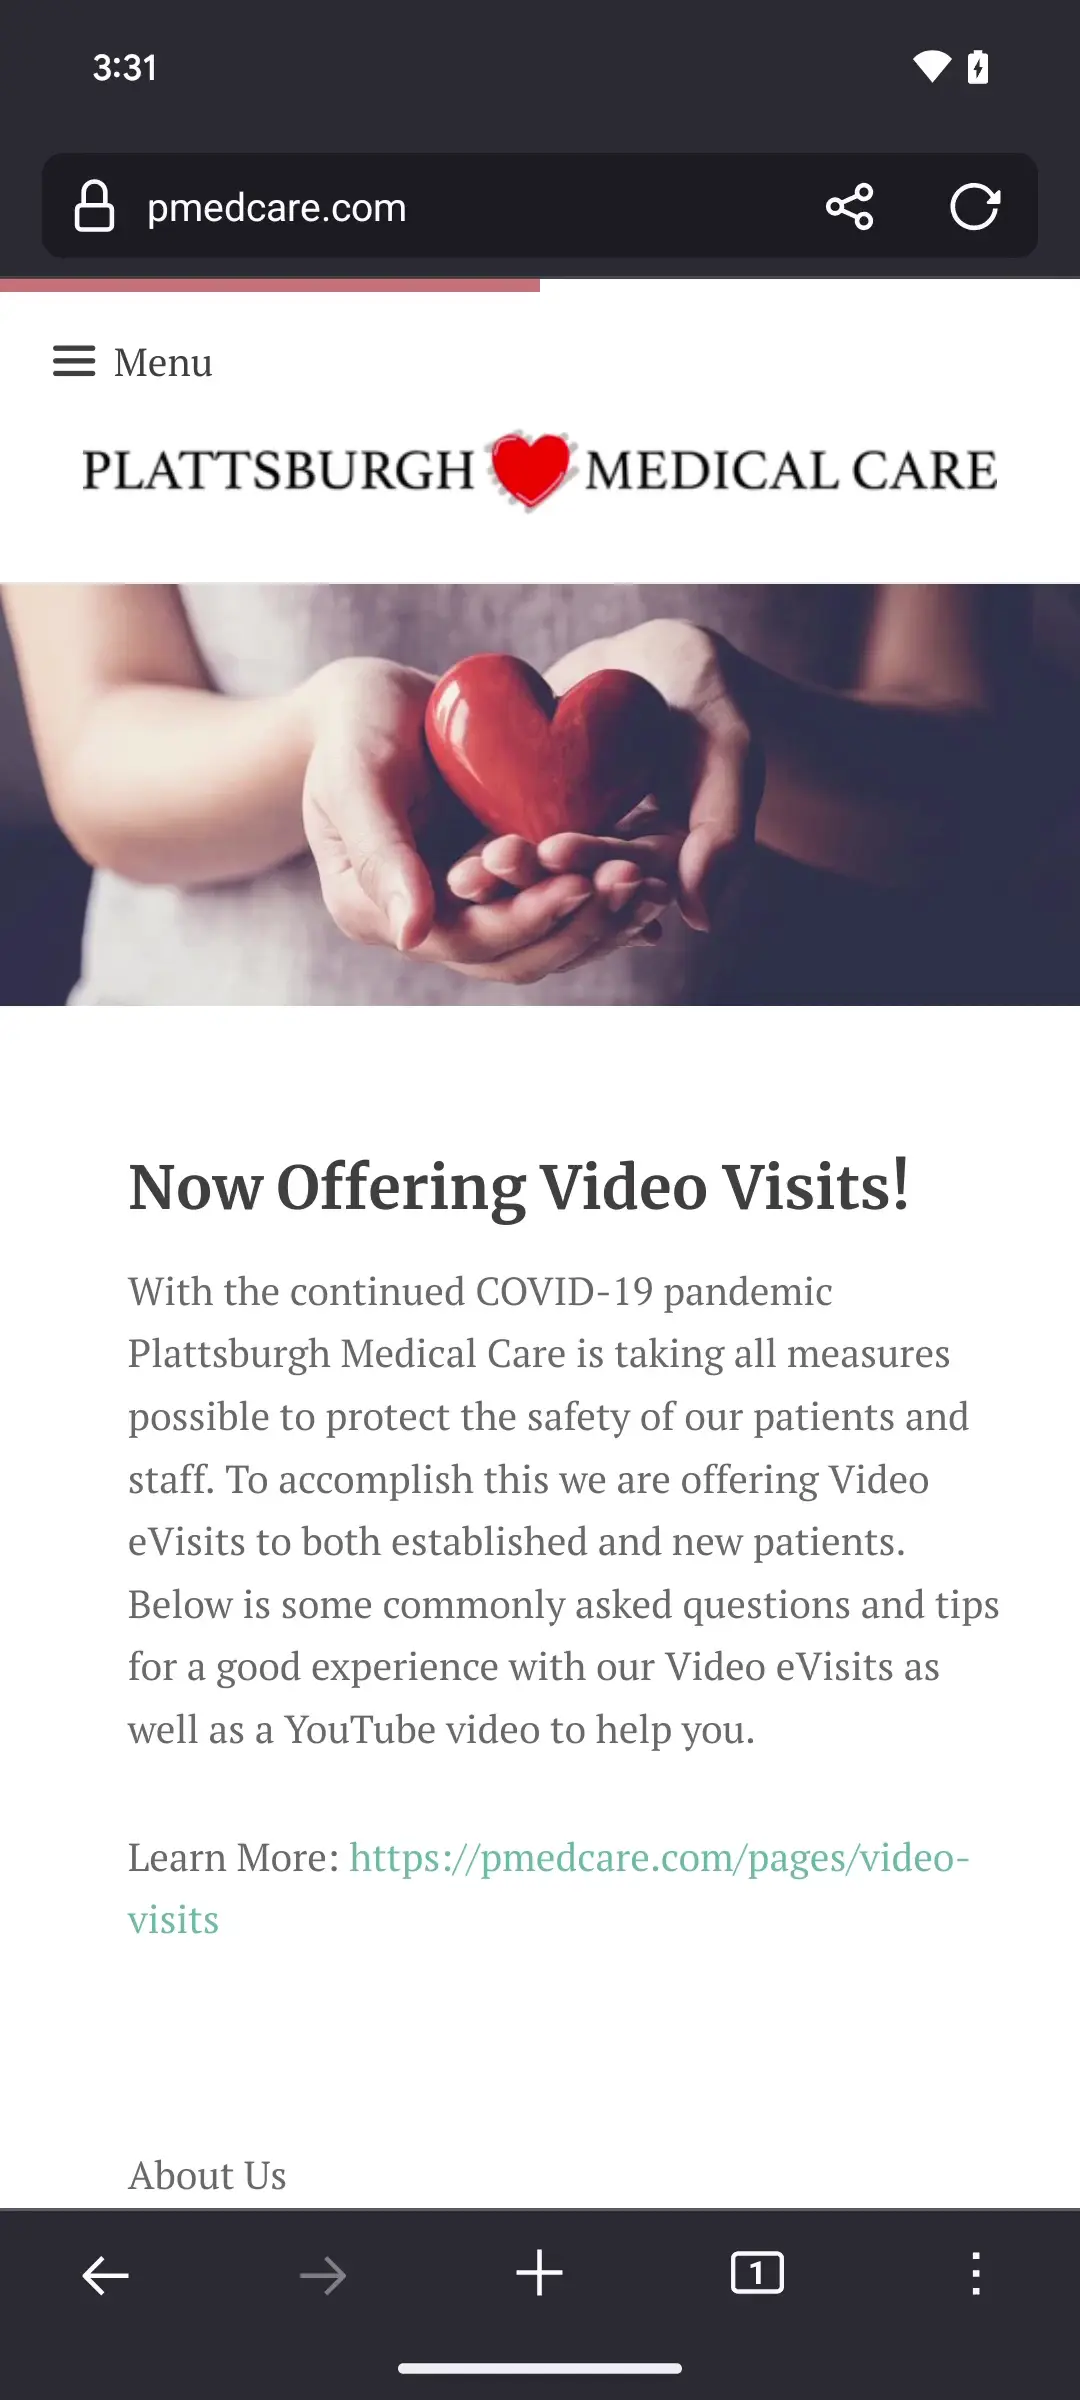 3:31
pmedcare.com
Menu
PLATTSBURGH MEDICAL CARE
Now Offering Video Visits!
With the continued COVID-19 pandemic
Plattsburgh Medical Care is taking all measures
possible to protect the safety of our patients and
staff. To accomplish this we are offering Video
eVisits to both established and new patients.
Below is some commonly asked questions and tips
for a good experience with our Video eVisits as
well as a YouTube video to help you.
Learn More: https://pmedcare.com/pages/video-
visits
About Us
1